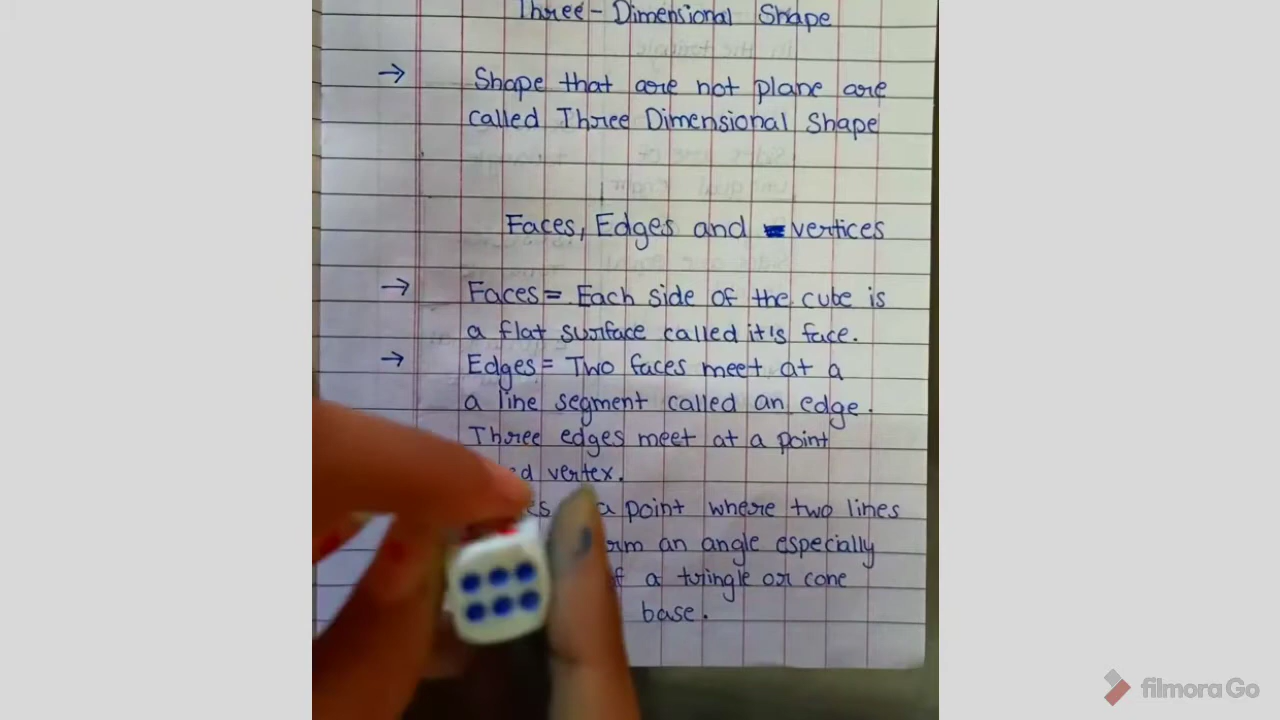 Three - Dimensional Shape
→ Shape that are not plane are
called Three Dimensional Shape
Faces, Edges and vertices
→ Faces = Each side of the cube is
a flat surface called it's face.
→ Edges = Two faces meet at a
a line segment called an edge.
Three edges meet at a point
vertex.
a point where two lines
an angle especially
a tringle or cone
base.
filmoraGo